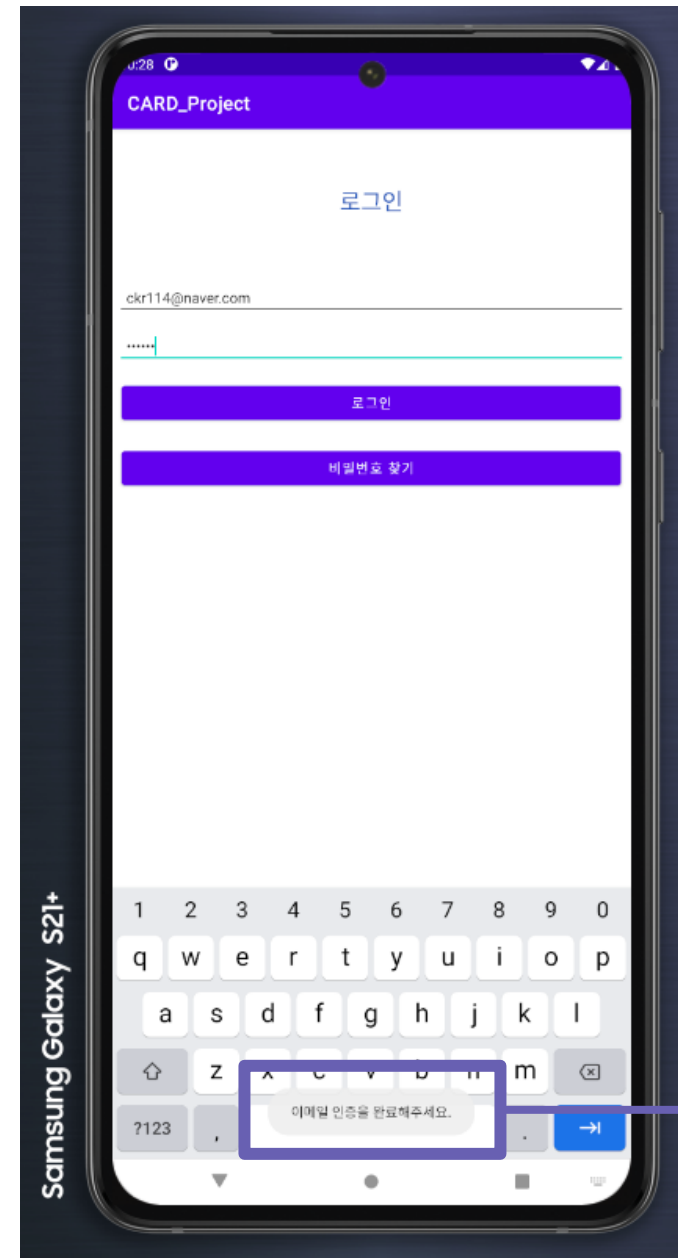 0:28
CARD_Project
로그인
ckr114@naver.com
••••••
로그인
비밀번호 찾기
1 2 3 4 5 6 7 8 9 0
q w e r t y u i o p
a s d f g h j k l
z x c v b n m
이메일 인증을 완료해주세요.
?123 , .
Samsung Galaxy S21+